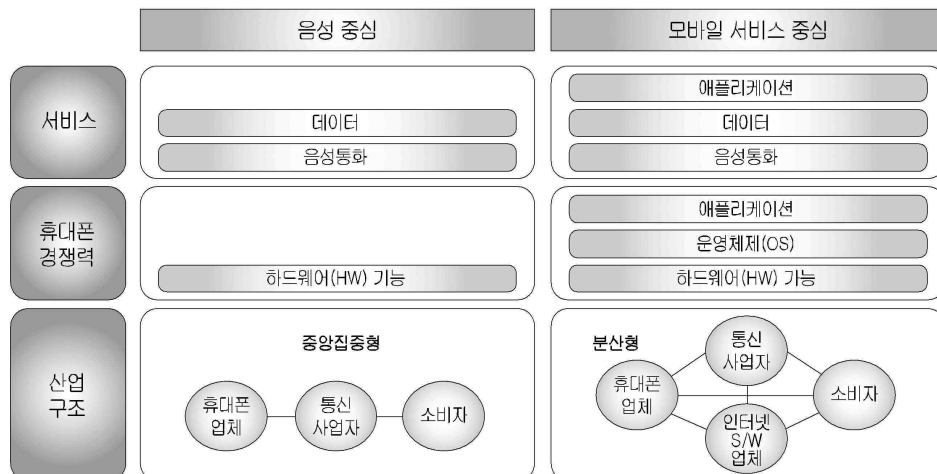 음성 중심
모바일 서비스 중심
서비스
데이터
음성통화
애플리케이션
데이터
음성통화
휴대폰
경쟁력
하드웨어(HW) 기능
애플리케이션
운영체제(OS)
하드웨어(HW) 기능
산업
구조
중앙집중형
휴대폰
업체
통신
사업자
소비자
분산형
통신
사업자
휴대폰
업체
소비자
인터넷
S/W
업체